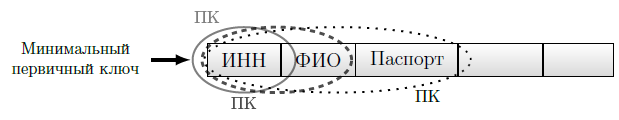 ПК
Минимальный
первичный ключ
ИНН ФИО Паспорт
ПК
ПК